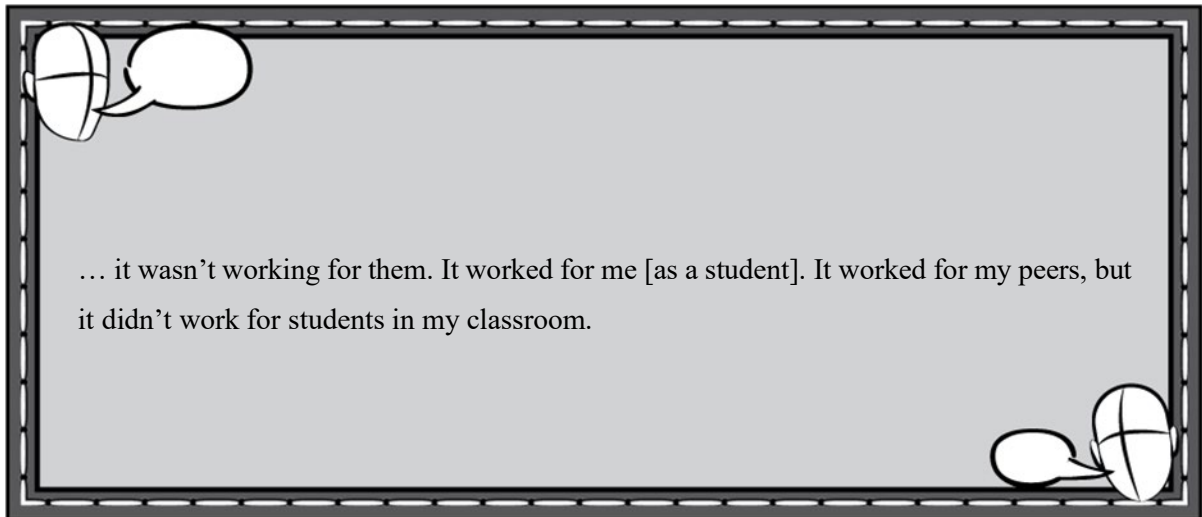 … it wasn’t working for them. It worked for me [as a student]. It worked for my peers, but
it didn’t work for students in my classroom.